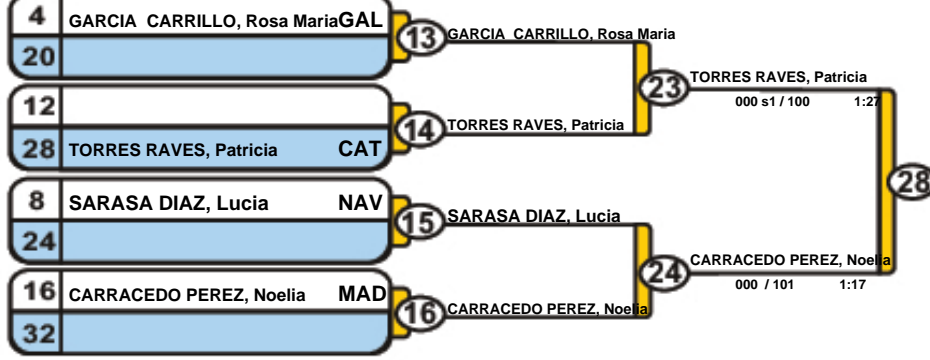 4 GARCIA CARRILLO, Rosa Maria GAL
20
13 GARCIA CARRILLO, Rosa Maria
12
28 TORRES RAVES, Patricia CAT
14 TORRES RAVES, Patricia
23 TORRES RAVES, Patricia
000 s1 / 100 1:27
8 SARASA DIAZ, Lucia NAV
24
15 SARASA DIAZ, Lucia
16 CARRACEDO PEREZ, Noelia MAD
32
16 CARRACEDO PEREZ, Noelia
24 CARRACEDO PEREZ, Noelia
000 / 101 1:17
28